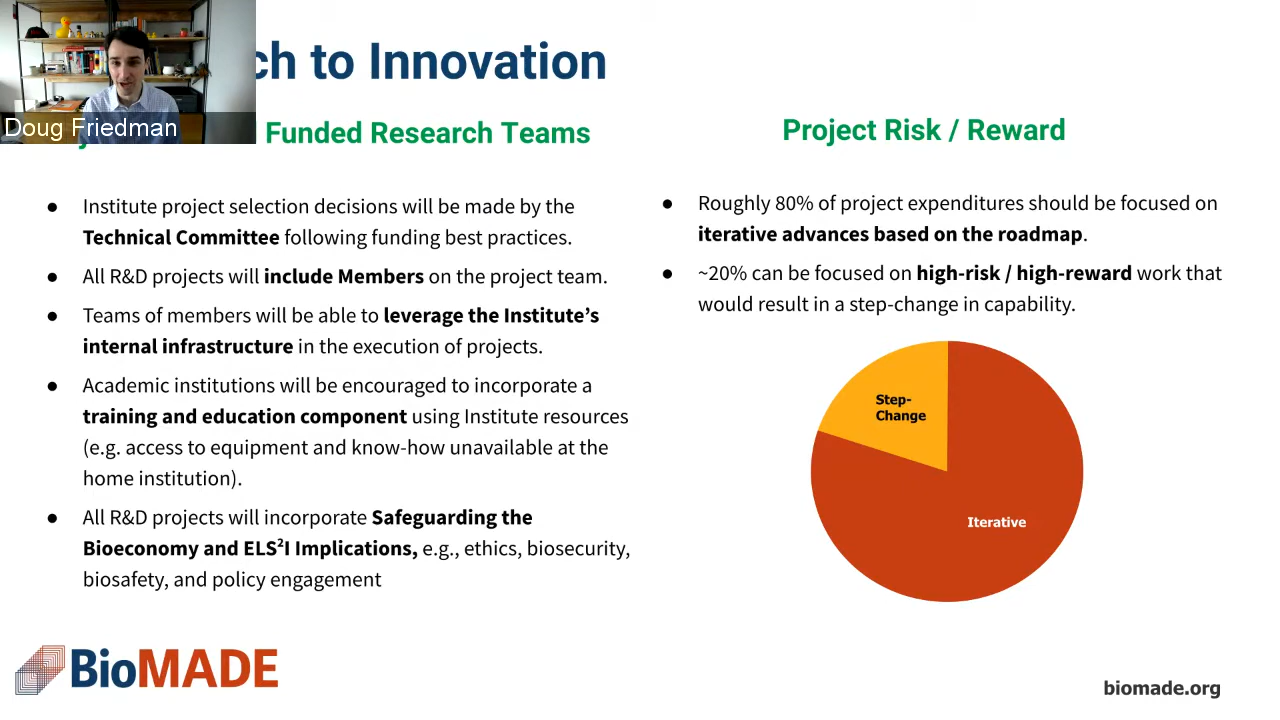 ch to Innovation
Doug Friedman
Funded Research Teams
● Institute project selection decisions will be made by the
Technical Committee following funding best practices.
● All R&D projects will include Members on the project team.
● Teams of members will be able to leverage the Institute’s
internal infrastructure in the execution of projects.
● Academic institutions will be encouraged to incorporate a
training and education component using Institute resources
(e.g. access to equipment and know-how unavailable at the
home institution).
● All R&D projects will incorporate Safeguarding the
Bioeconomy and ELS²I Implications, e.g., ethics, biosecurity,
biosafety, and policy engagement
Project Risk / Reward
● Roughly 80% of project expenditures should be focused on
iterative advances based on the roadmap.
● ~20% can be focused on high-risk / high-reward work that
would result in a step-change in capability.
Step-
Change
Iterative
BioMADE
biomade.org